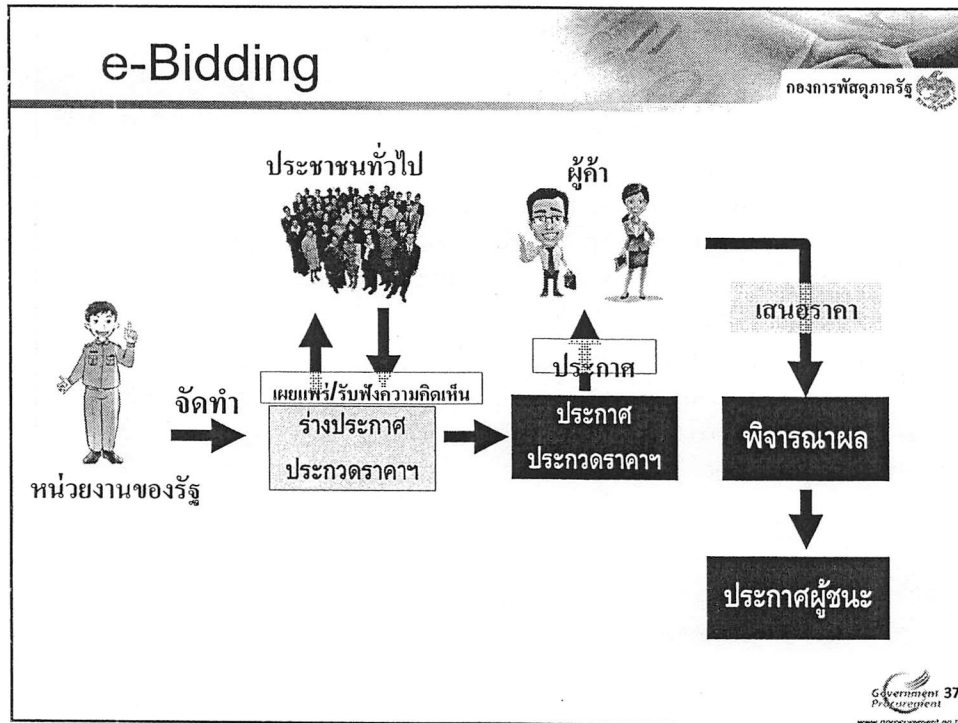 e-Bidding
กองการพัสดุภาครัฐ
ประชาชนทั่วไป
ผู้ค้า
เสนอราคา
ประกาศ
เผยแพร่/รับฟังความคิดเห็น
จัดทำ
ร่างประกาศ
ประกวดราคาฯ
ประกาศ
ประกวดราคาฯ
พิจารณาผล
หน่วยงานของรัฐ
ประกาศผู้ชนะ
Government
Procurement
37